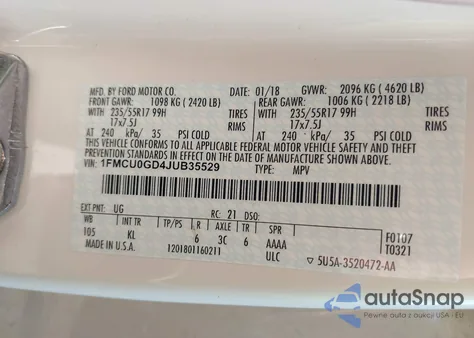 MFD. BY FORD MOTOR CO. 01/18 GVWR: 2096 KG ( 4620 LB)
FRONT GAWR: 1098 KG ( 2420 LB) REAR GAWR: 1006 KG ( 2218 LB)
235/55R17 99H TIRES 235/55R17 99H TIRES
17x7.5J RIMS 17x7.5J RIMS
AT 240 kPa/ 35 PSI COLD AT 240 kPa/ 35 PSI COLD
THIS VEHICLE CONFORMS TO ALL APPLICABLE FEDERAL MOTOR VEHICLE SAFETY AND THEFT PREVENTION STANDARDS IN EFFECT ON THE DATE OF MANUFACTURE SHOWN ABOVE.
VIN: 1FMCU0GD4JUB35529 TYPE: MPV
EXT PNT: UG RC: 21 DSO:
WB INT TR TP/PS R AXLE TR SPR
105 KL 6 3C 6 AAAA F0107
MADE IN U.S.A. 1201801160211 ULC T0321
▽ 5U5A-3520472-AA
autaSnap
Pewne auta z USA - EU